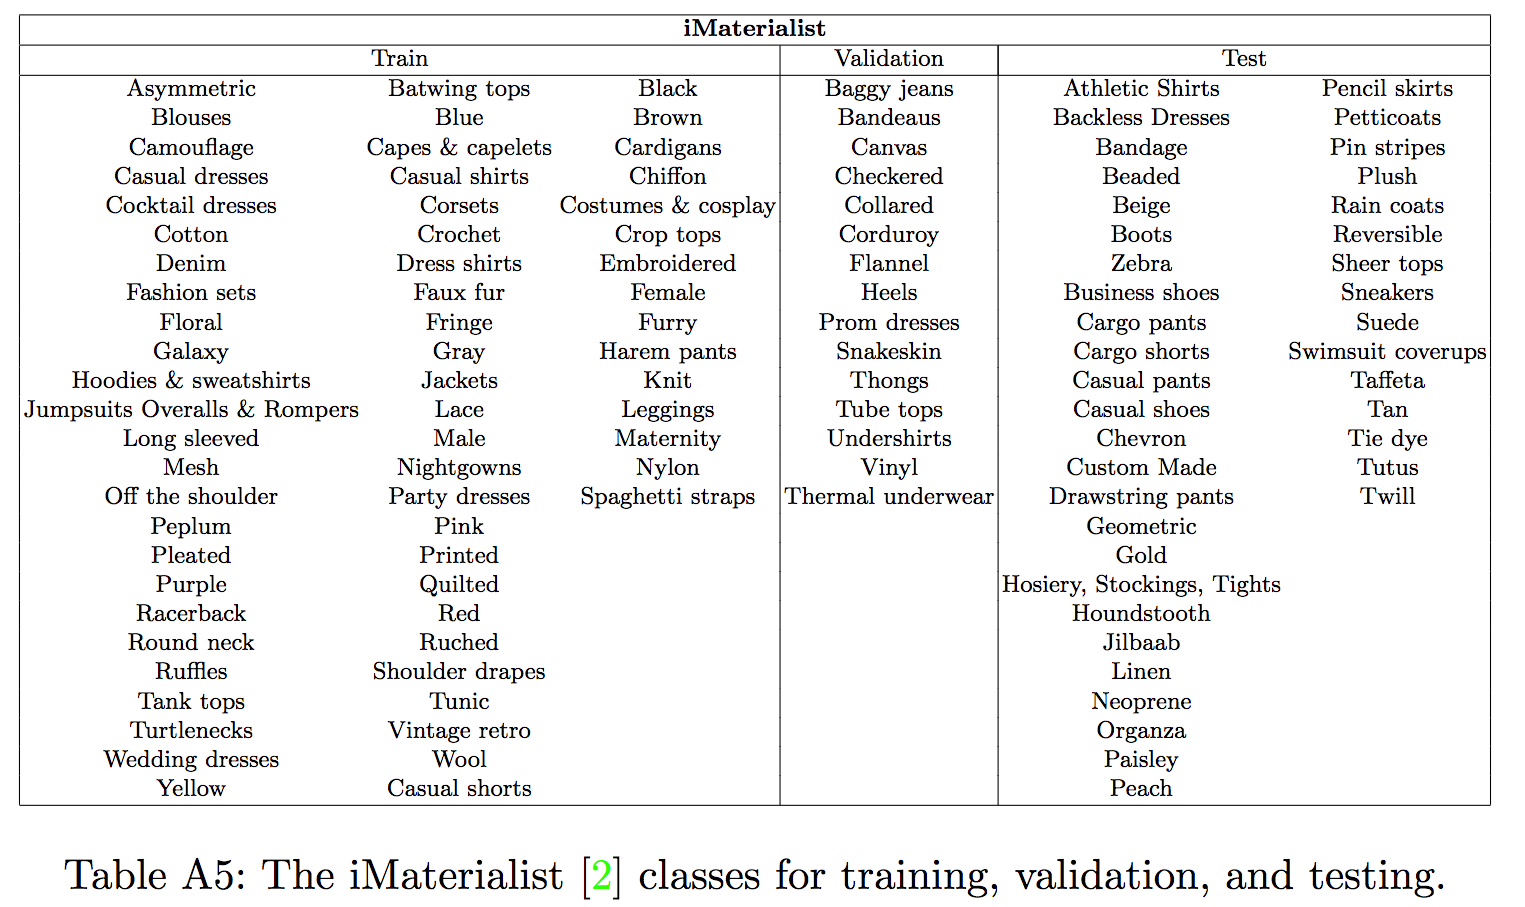 iMaterialist
Train Validation Test
Asymmetric Batwing tops Black Baggy jeans Athletic Shirts Pencil skirts
Blouses Blue Brown Bandeaus Backless Dresses Petticoats
Camouflage Capes & capelets Cardigans Canvas Bandage Pin stripes
Casual dresses Casual shirts Chiffon Checkered Beaded Plush
Cocktail dresses Corsets Costumes & cosplay Collared Beige Rain coats
Cotton Crochet Crop tops Corduroy Boots Reversible
Denim Dress shirts Embroidered Flannel Zebra Sheer tops
Fashion sets Faux fur Female Heels Business shoes Sneakers
Floral Fringe Furry Prom dresses Cargo pants Suede
Galaxy Gray Harem pants Snakeskin Cargo shorts Swimsuit coverups
Hoodies & sweatshirts Jackets Knit Thongs Casual pants Taffeta
Jumpsuits Overalls & Rompers Lace Leggings Tube tops Casual shoes Tan
Long sleeved Male Maternity Undershirts Chevron Tie dye
Mesh Nightgowns Nylon Vinyl Custom Made Tutus
Off the shoulder Party dresses Spaghetti straps Thermal underwear Drawstring pants Twill
Peplum Pink Geometric
Pleated Printed Gold
Purple Quilted Hosiery, Stockings, Tights
Racerback Red Houndstooth
Round neck Ruched Jilbaab
Ruffles Shoulder drapes Linen
Tank tops Tunic Neoprene
Turtlenecks Vintage retro Organza
Wedding dresses Wool Paisley
Yellow Casual shorts Peach
Table A5: The iMaterialist [2] classes for training, validation, and testing.